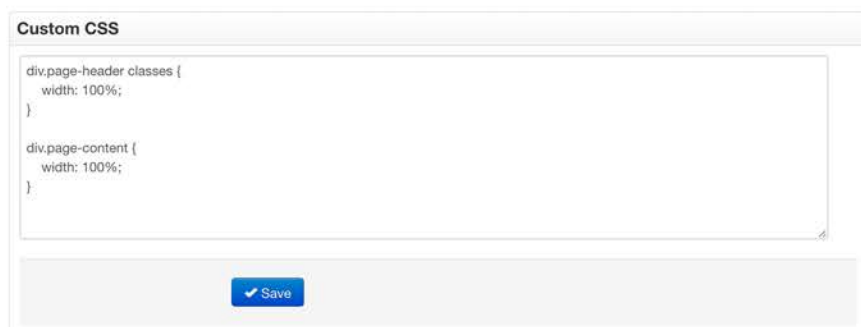 Custom CSS
div.page-header classes {
width: 100%;
}
div.page-content {
width: 100%;
}
Save